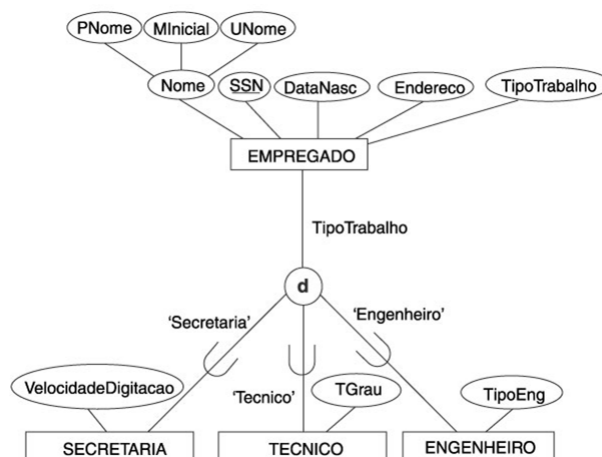 PNome MInicial UNome
Nome SSN DataNasc Endereco TipoTrabalho
EMPREGADO
TipoTrabalho
d
'Secretaria' 'Engenheiro'
VelocidadeDigitacao 'Tecnico' TGrau TipoEng
SECRETARIA TECNICO ENGENHEIRO